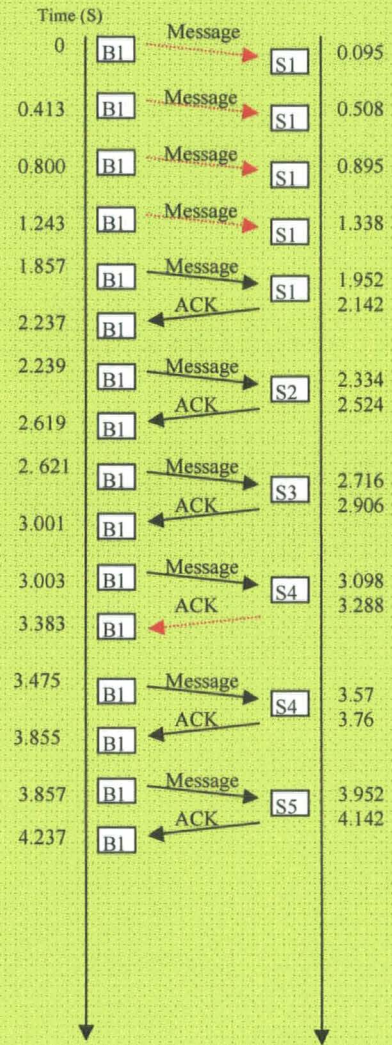 Time (S)
0 B1 Message S1 0.095
0.413 B1 Message S1 0.508
0.800 B1 Message S1 0.895
1.243 B1 Message S1 1.338
1.857 B1 Message S1 1.952
2.237 B1 ACK 2.142
2.239 B1 Message S2 2.334
2.619 B1 ACK 2.524
2. 621 B1 Message S3 2.716
3.001 B1 ACK 2.906
3.003 B1 Message S4 3.098
3.383 B1 ACK 3.288
3.475 B1 Message S4 3.57
3.855 B1 ACK 3.76
3.857 B1 Message S5 3.952
4.237 B1 ACK 4.142